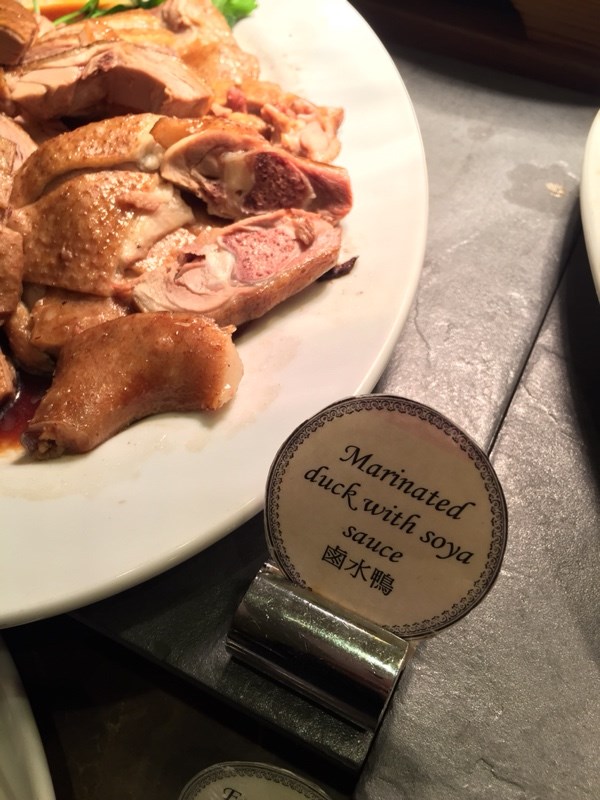 Marinated
duck with soya
sauce
鹵水鴨